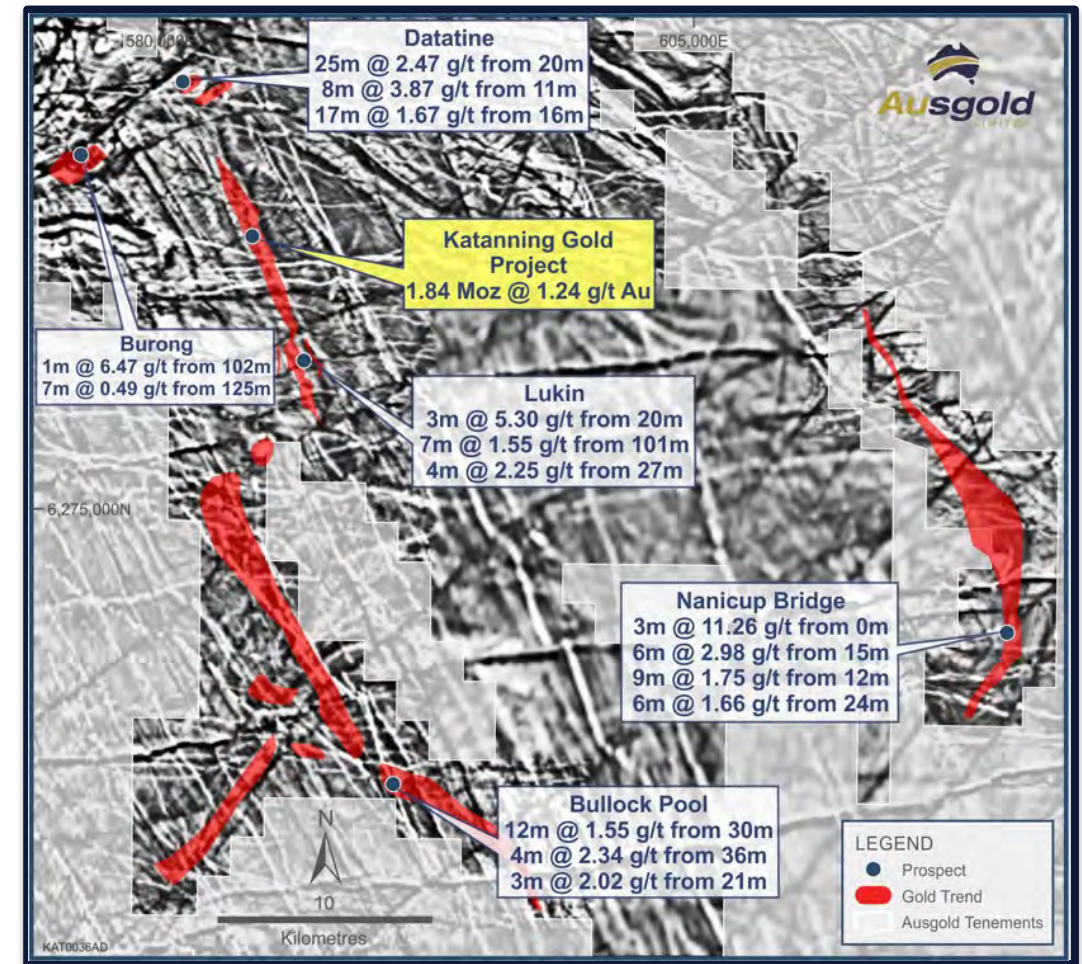 580,000E
605,000E
Datatine
25m @ 2.47 g/t from 20m
8m @ 3.87 g/t from 11m
17m @ 1.67 g/t from 16m
Ausgold
LIMITED
Katanning Gold
Project
1.84 Moz @ 1.24 g/t Au
Burong
1m @ 6.47 g/t from 102m
7m @ 0.49 g/t from 125m
Lukin
3m @ 5.30 g/t from 20m
7m @ 1.55 g/t from 101m
4m @ 2.25 g/t from 27m
6,275,000N
Nanicup Bridge
3m @ 11.26 g/t from 0m
6m @ 2.98 g/t from 15m
9m @ 1.75 g/t from 12m
6m @ 1.66 g/t from 24m
Bullock Pool
12m @ 1.55 g/t from 30m
4m @ 2.34 g/t from 36m
3m @ 2.02 g/t from 21m
N
10
Kilometres
LEGEND
Prospect
Gold Trend
Ausgold Tenements
KAT0036AD